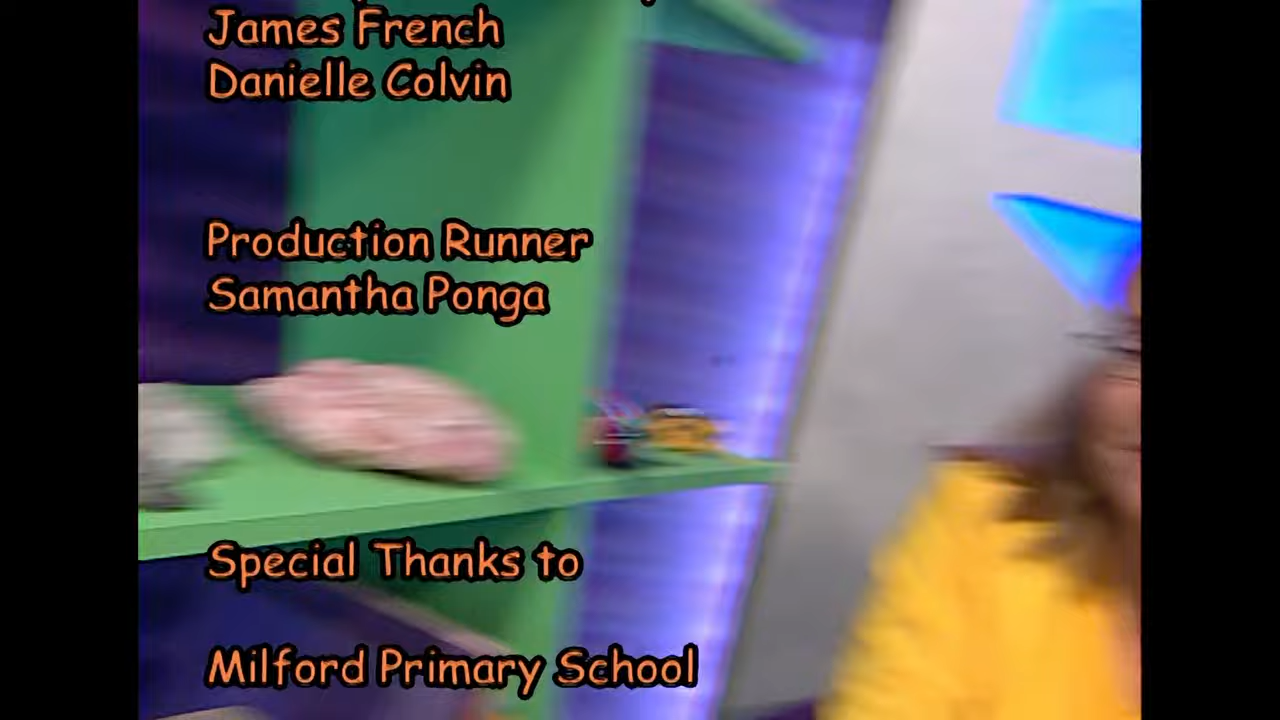 James French
Danielle Colvin
Production Runner
Samantha Ponga
Special Thanks to
Milford Primary School